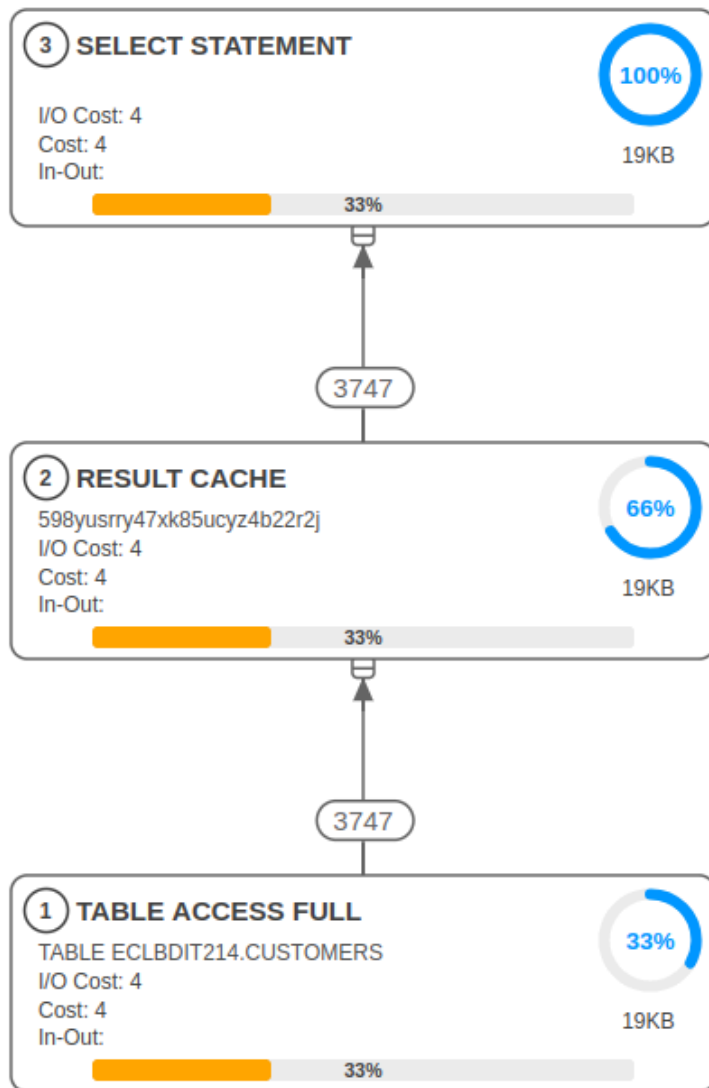 3 SELECT STATEMENT
100%
I/O Cost: 4
Cost: 4
19KB
In-Out:
33%
3747
2 RESULT CACHE
66%
598yusrry47xk85ucyz4b22r2j
I/O Cost: 4
Cost: 4
19KB
In-Out:
33%
3747
1 TABLE ACCESS FULL
33%
TABLE ECLBDIT214.CUSTOMERS
I/O Cost: 4
Cost: 4
19KB
In-Out:
33%